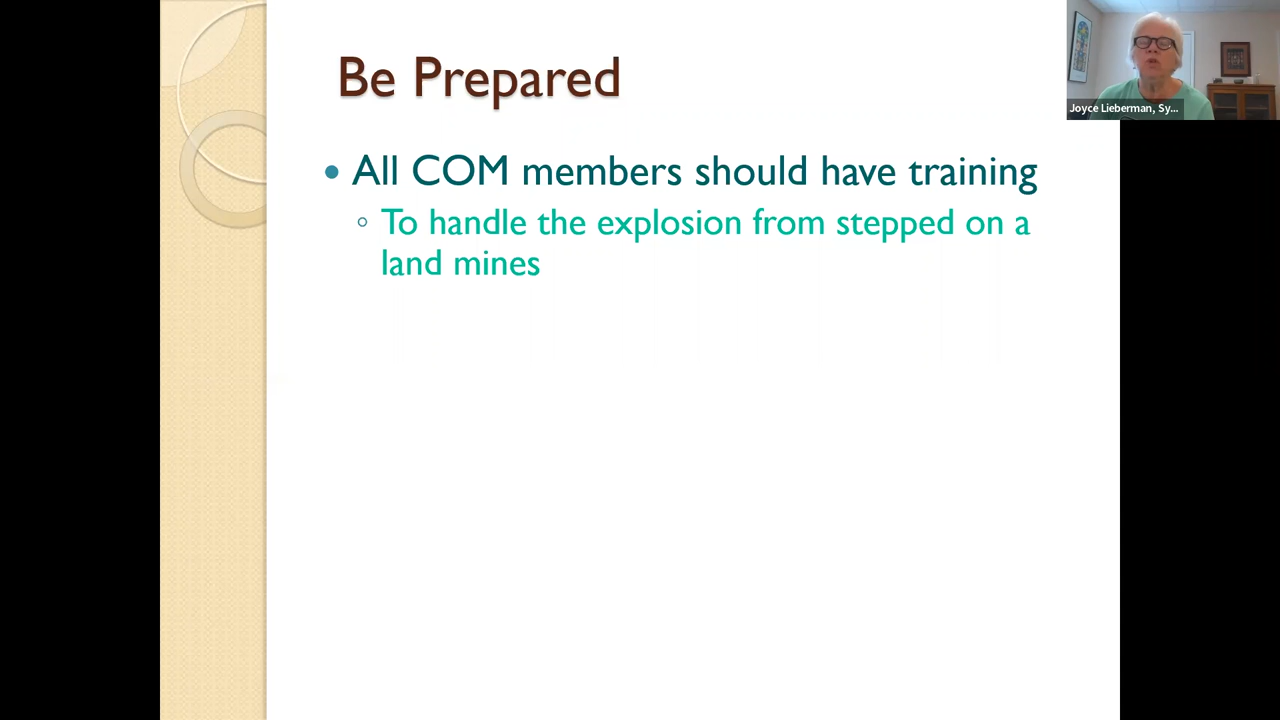 Be Prepared
Joyce Lieberman, Sy...
• All COM members should have training
◦ To handle the explosion from stepped on a
land mines